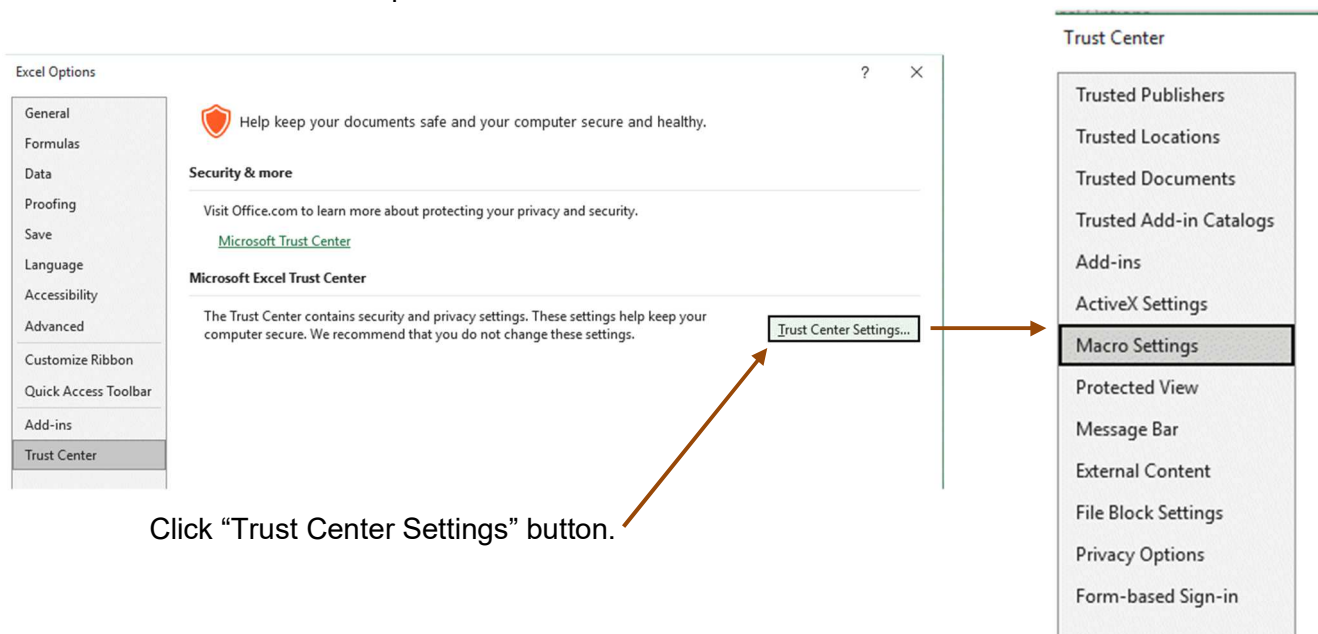 Excel Options
?
General
Formulas
Data
Proofing
Save
Language
Accessibility
Advanced
Customize Ribbon
Quick Access Toolbar
Add-ins
Trust Center
Help keep your documents safe and your computer secure and healthy.
Security & more
Visit Office.com to learn more about protecting your privacy and security.
Microsoft Trust Center
Microsoft Excel Trust Center
The Trust Center contains security and privacy settings. These settings help keep your
computer secure. We recommend that you do not change these settings.
Trust Center Settings...
Click “Trust Center Settings” button.
Trust Center
Trusted Publishers
Trusted Locations
Trusted Documents
Trusted Add-in Catalogs
Add-ins
ActiveX Settings
Macro Settings
Protected View
Message Bar
External Content
File Block Settings
Privacy Options
Form-based Sign-in